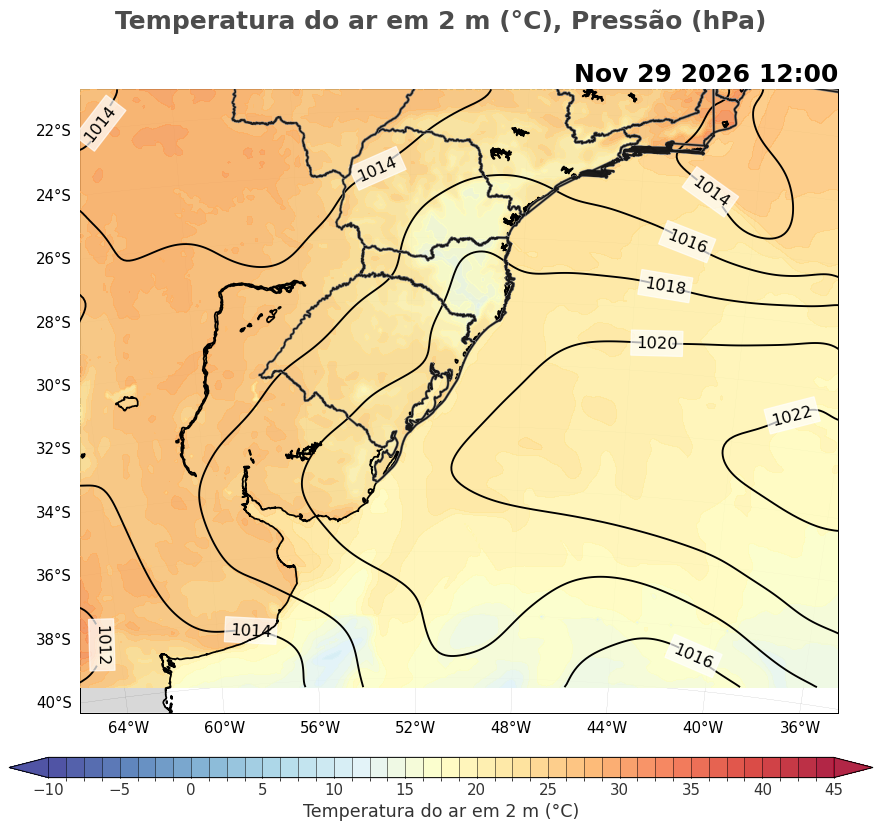 Temperatura do ar em 2 m (°C), Pressão (hPa)
Nov 29 2026 12:00
22°S
24°S
26°S
28°S
30°S
32°S
34°S
36°S
38°S
40°S
1014
1014
1014
1016
1018
1020
1022
1014
1012
1016
64°W
60°W
56°W
52°W
48°W
44°W
40°W
36°W
−10
−5
0
5
10
15
20
25
30
35
40
45
Temperatura do ar em 2 m (°C)